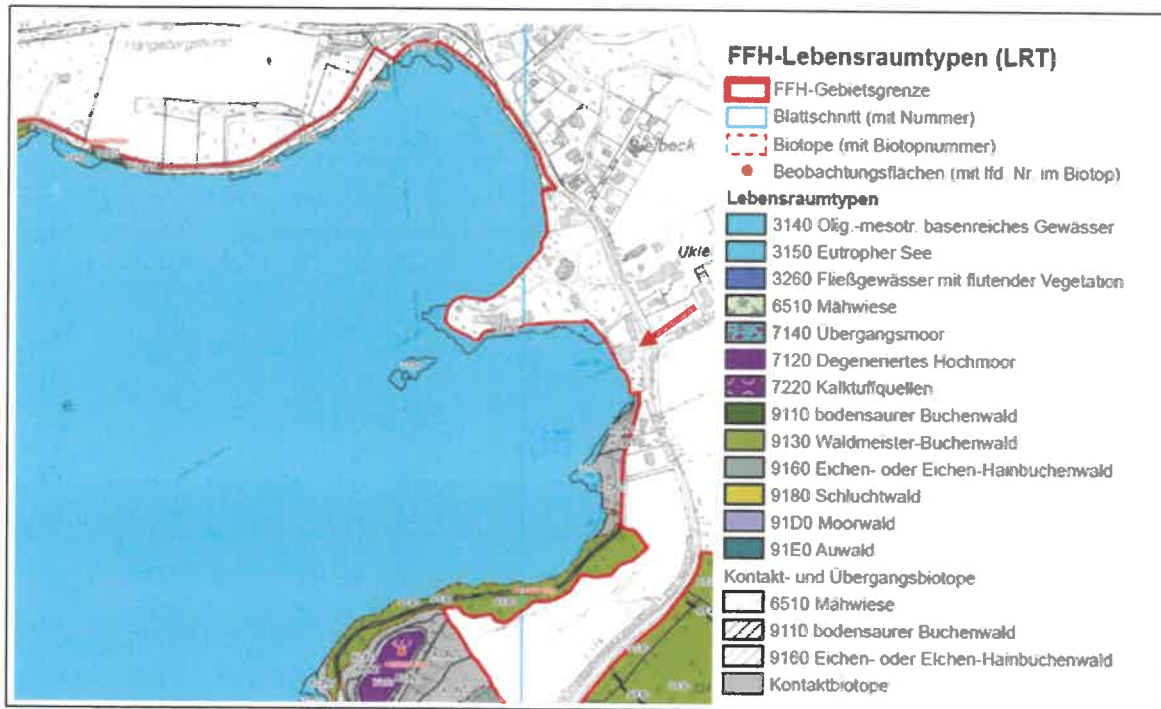 Sielbeck
Ukle
FFH-Lebensraumtypen (LRT)
FFH-Gebietsgrenze
Blattschnitt (mit Nummer)
Biotope (mit Biotopnummer)
Beobachtungsflächen (mit lfd. Nr. im Biotop)
Lebensraumtypen
3140 Olig.-mesotr. basenreiches Gewässer
3150 Eutropher See
3260 Fließgewässer mit flutender Vegetation
6510 Mähwiese
7140 Übergangsmoor
7120 Degeneriertes Hochmoor
7220 Kalktuffquellen
9110 bodensaurer Buchenwald
9130 Waldmeister-Buchenwald
9160 Eichen- oder Eichen-Hainbuchenwald
9180 Schluchtwald
91D0 Moorwald
91E0 Auwald
Kontakt- und Übergangsbiotope
6510 Mähwiese
9110 bodensaurer Buchenwald
9160 Eichen- oder Eichen-Hainbuchenwald
Kontaktbiotope